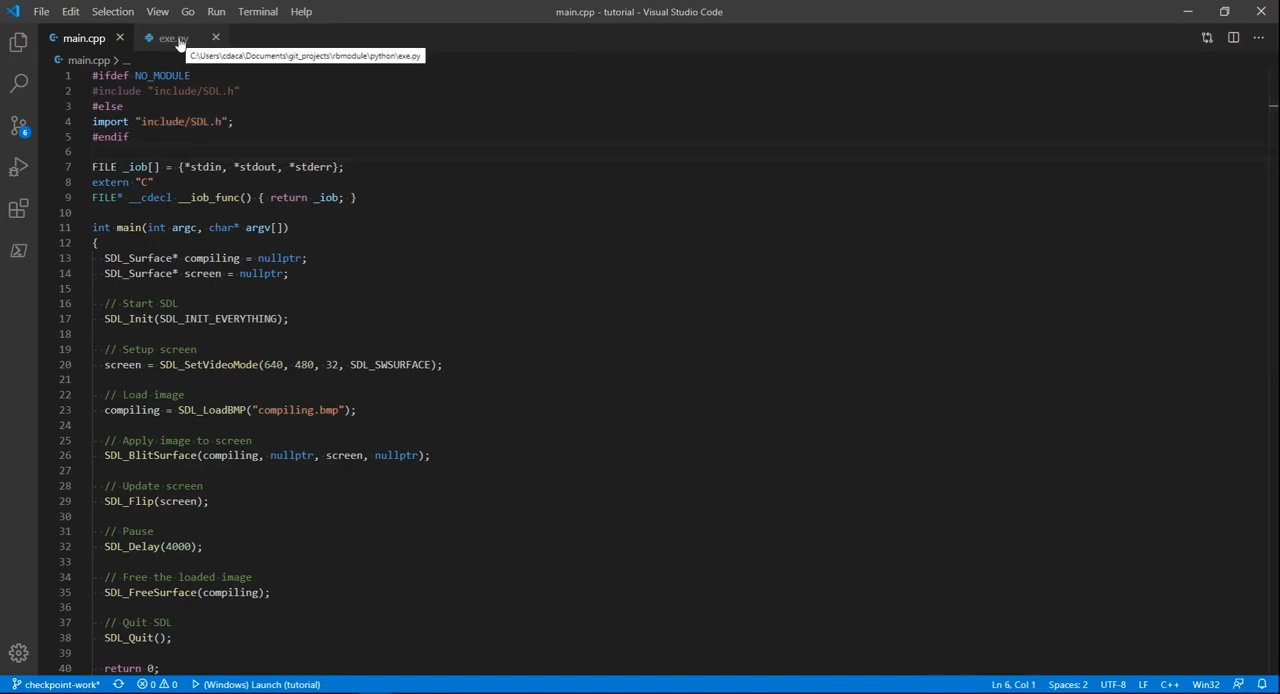 File Edit Selection View Go Run Terminal Help main.cpp - tutorial - Visual Studio Code
main.cpp exe.py
C:\Users\cdaca\Documents\git_projects\rbmodule\python\exe.py
main.cpp > ...
1 #ifdef NO_MODULE
2 #include "include/SDL.h"
3 #else
4 import "include/SDL.h";
5 #endif
6
7 FILE _iob[] = {*stdin, *stdout, *stderr};
8 extern "C"
9 FILE* __cdecl __iob_func() { return _iob; }
10
11 int main(int argc, char* argv[])
12 {
13 SDL_Surface* compiling = nullptr;
14 SDL_Surface* screen = nullptr;
15
16 // Start SDL
17 SDL_Init(SDL_INIT_EVERYTHING);
18
19 // Setup screen
20 screen = SDL_SetVideoMode(640, 480, 32, SDL_SWSURFACE);
21
22 // Load image
23 compiling = SDL_LoadBMP("compiling.bmp");
24
25 // Apply image to screen
26 SDL_BlitSurface(compiling, nullptr, screen, nullptr);
27
28 // Update screen
29 SDL_Flip(screen);
30
31 // Pause
32 SDL_Delay(4000);
33
34 // Free the loaded image
35 SDL_FreeSurface(compiling);
36
37 // Quit SDL
38 SDL_Quit();
39
40 return 0;
6
checkpoint-work* 0 0 (Windows) Launch (tutorial) Ln 6, Col 1 Spaces: 2 UTF-8 LF C++ Win32